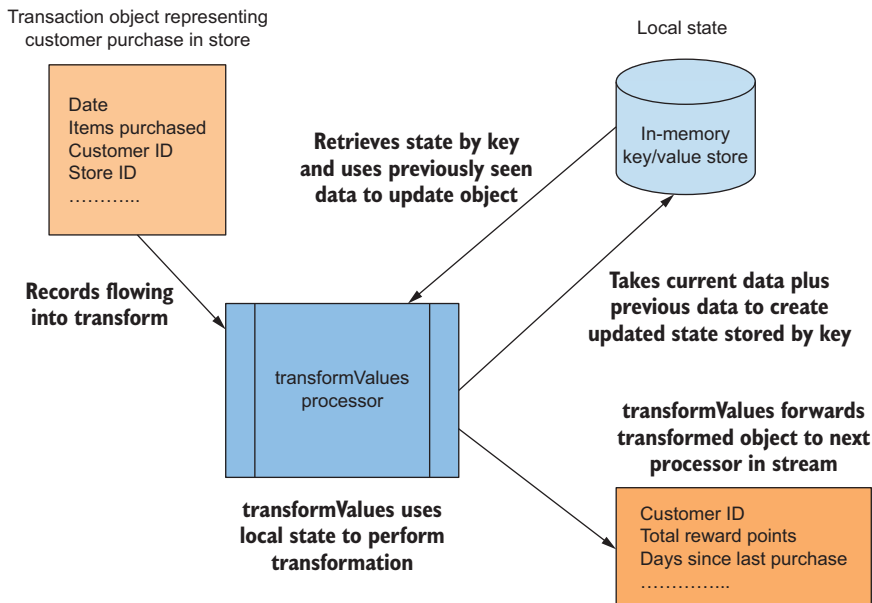 Transaction object representing
customer purchase in store
Date
Items purchased
Customer ID
Store ID
………...
Local state
In-memory
key/value store
Retrieves state by key
and uses previously seen
data to update object
Records flowing
into transform
Takes current data plus
previous data to create
updated state stored by key
transformValues
processor
transformValues uses
local state to perform
transformation
transformValues forwards
transformed object to next
processor in stream
Customer ID
Total reward points
Days since last purchase
…………...